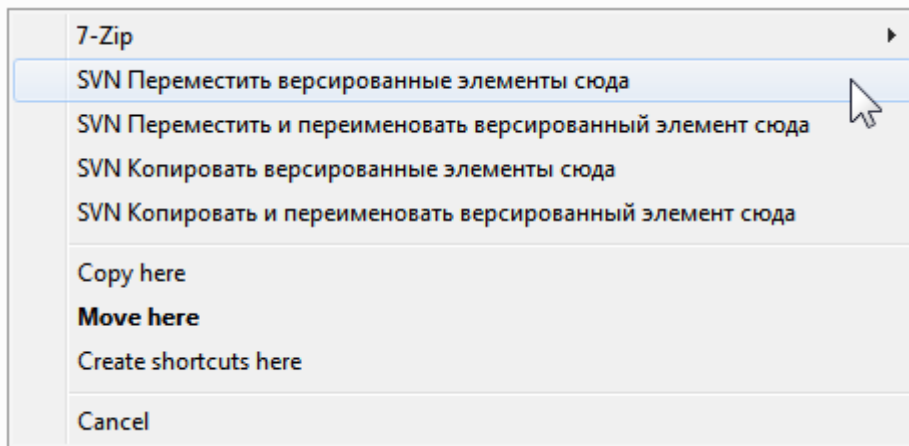 7-Zip
SVN Переместить версированные элементы сюда
SVN Переместить и переименовать версированный элемент сюда
SVN Копировать версированные элементы сюда
SVN Копировать и переименовать версированный элемент сюда
Copy here
Move here
Create shortcuts here
Cancel